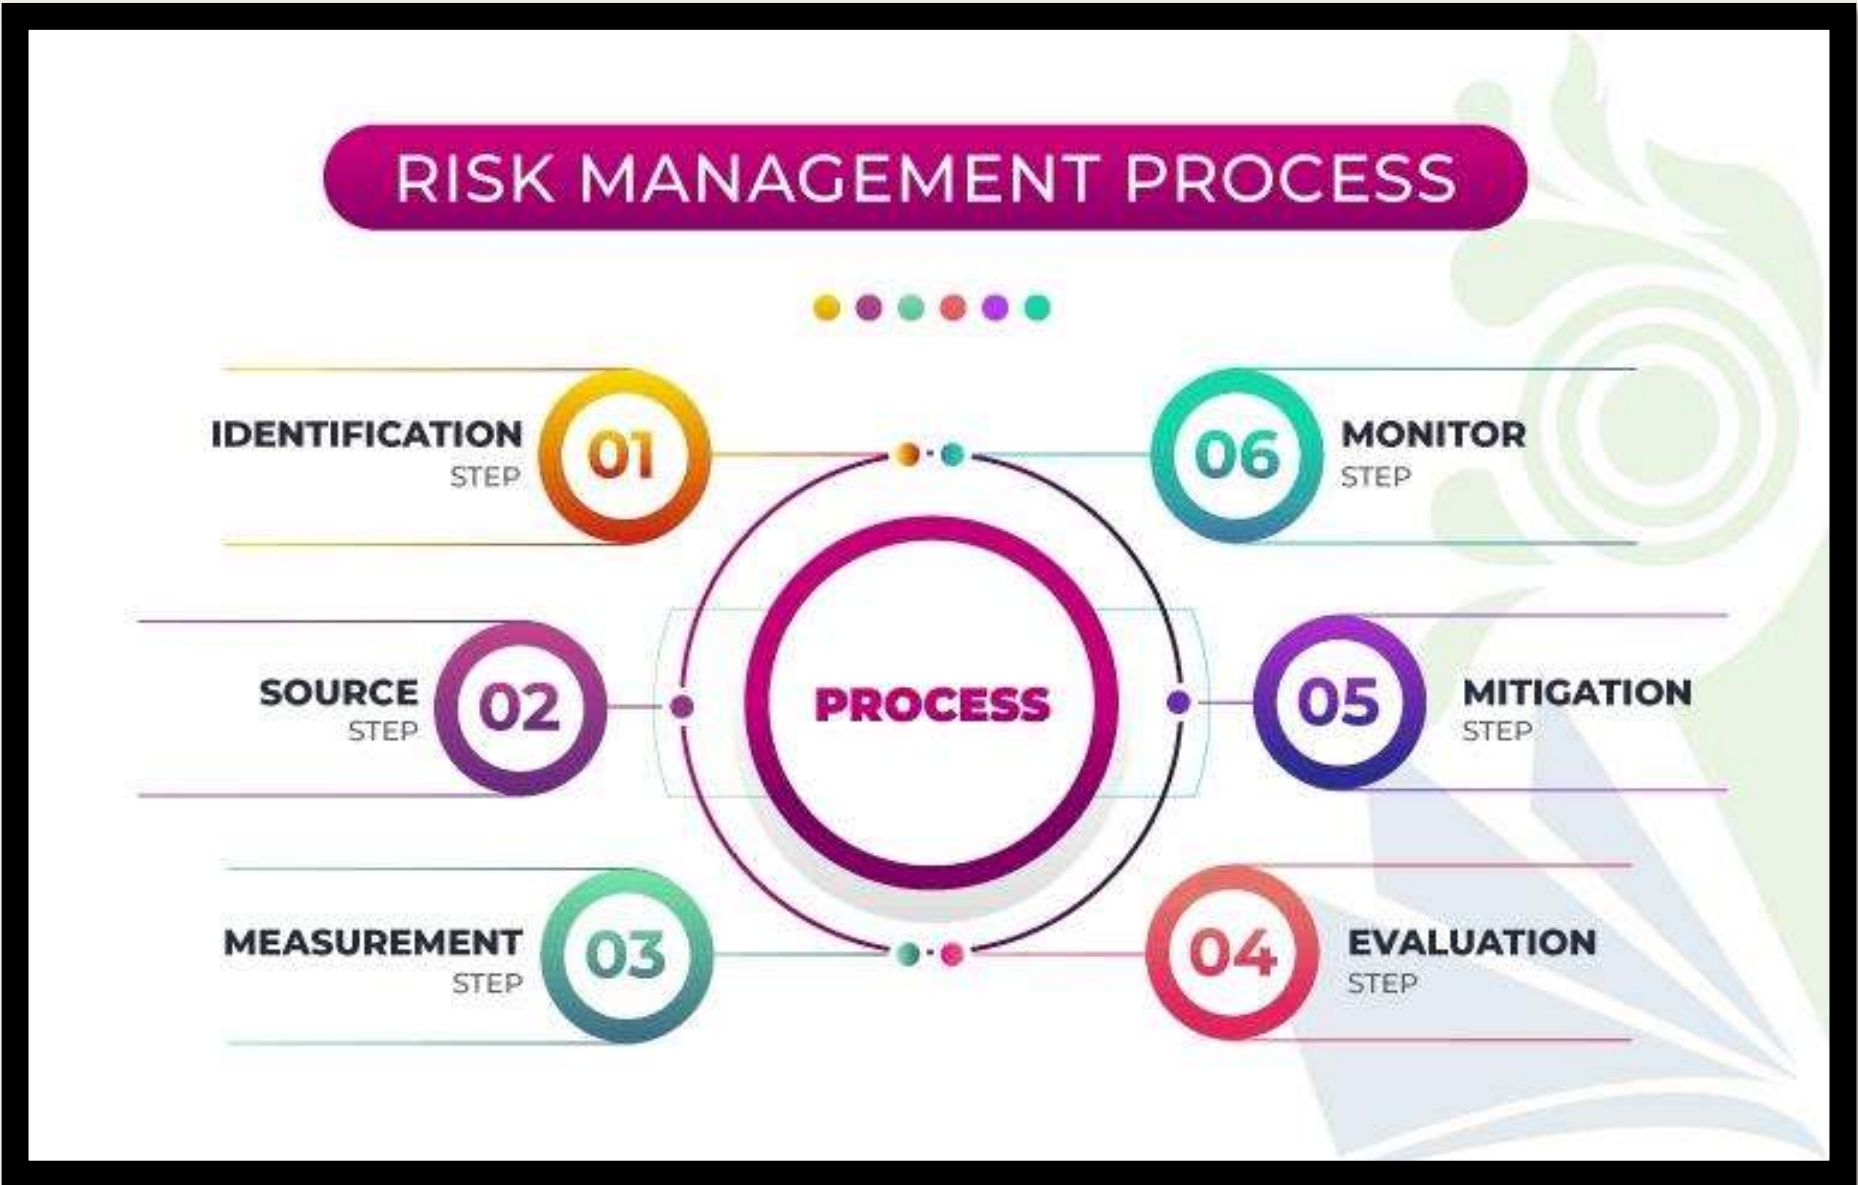 RISK MANAGEMENT PROCESS
01
IDENTIFICATION
STEP
02
SOURCE
STEP
03
MEASUREMENT
STEP
PROCESS
04
EVALUATION
STEP
05
MITIGATION
STEP
06
MONITOR
STEP